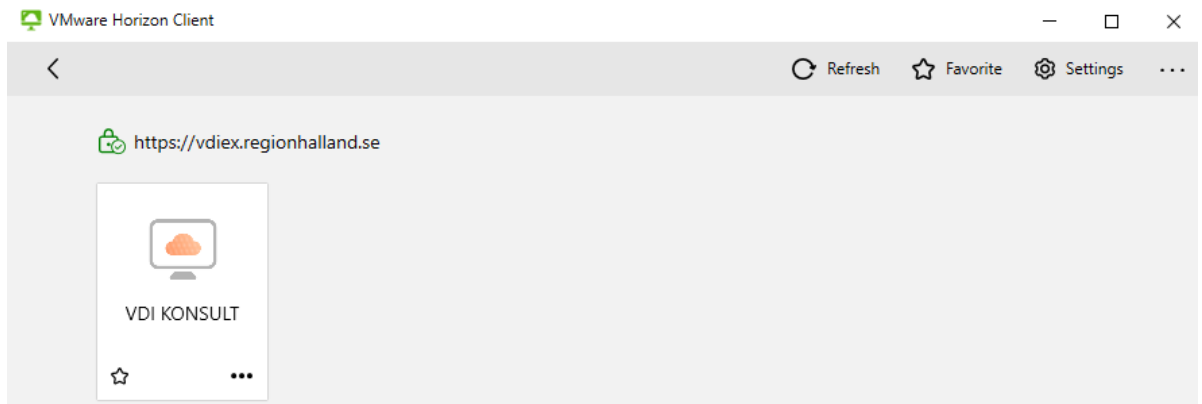 VMware Horizon Client
Refresh Favorite Settings
https://vdiex.regionhalland.se
VDI KONSULT